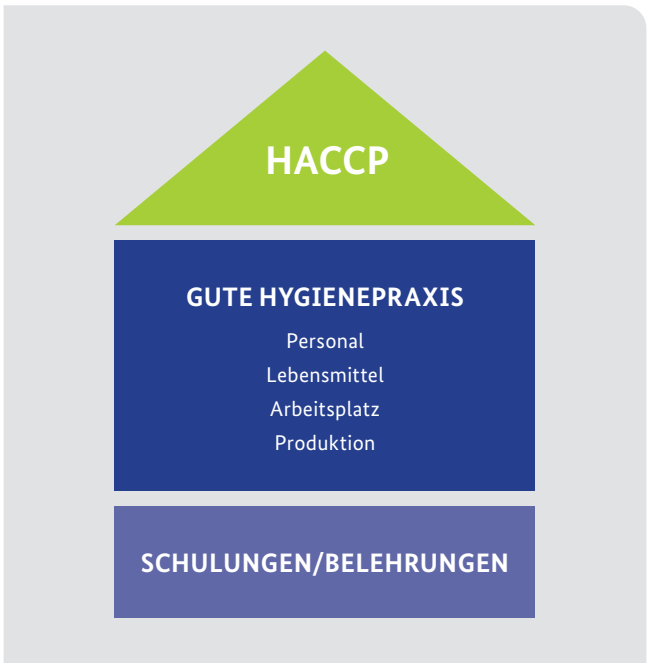 HACCP
GUTE HYGIENEPRAXIS
Personal
Lebensmittel
Arbeitsplatz
Produktion
SCHULUNGEN/BELEHRUNGEN